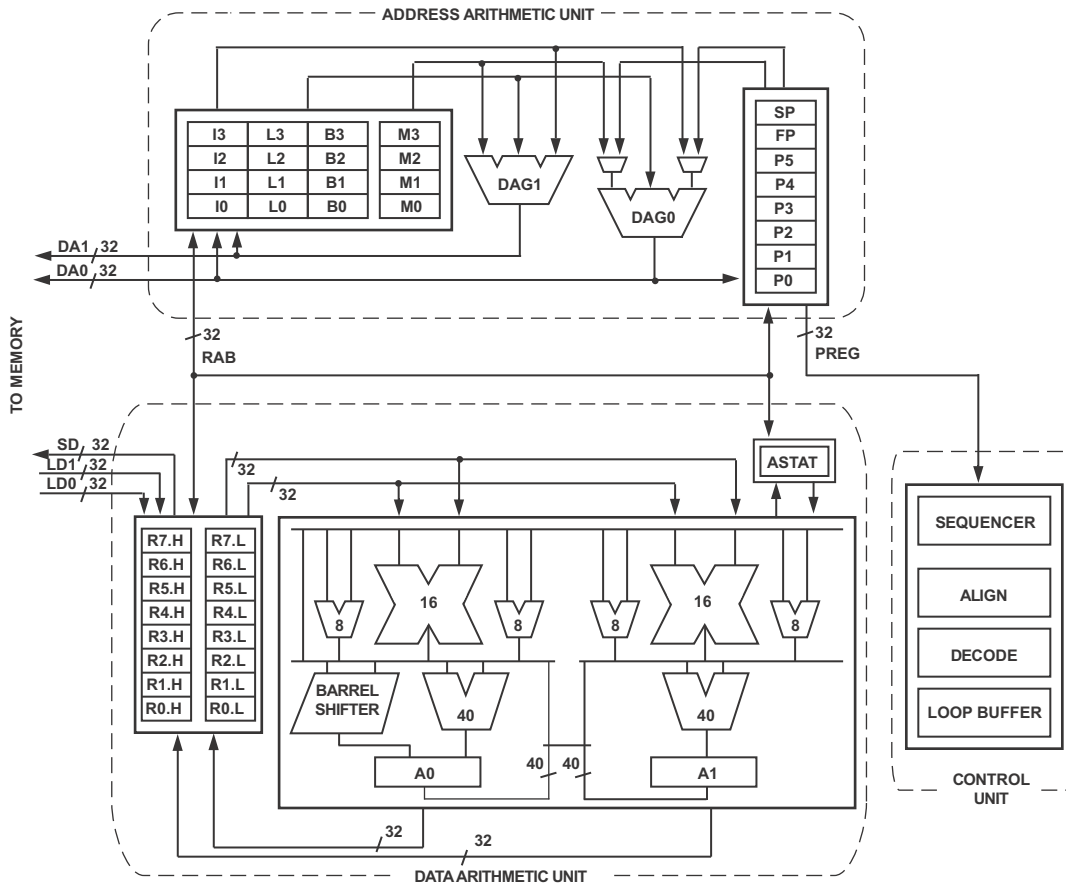 ADDRESS ARITHMETIC UNIT
I3 L3 B3 M3
I2 L2 B2 M2
I1 L1 B1 M1
I0 L0 B0 M0
DAG1
DAG0
SP
FP
P5
P4
P3
P2
P1
P0
DA1 32
DA0 32
32
RAB
32
PREG
TO MEMORY
SD 32
LD1 32
LD0 32
32
32
ASTAT
R7.H R7.L
R6.H R6.L
R5.H R5.L
R4.H R4.L
R3.H R3.L
R2.H R2.L
R1.H R1.L
R0.H R0.L
16
16
8
8
8
8
BARREL
SHIFTER
40
40
A0
40
40
A1
32
32
DATA ARITHMETIC UNIT
SEQUENCER
ALIGN
DECODE
LOOP BUFFER
CONTROL
UNIT